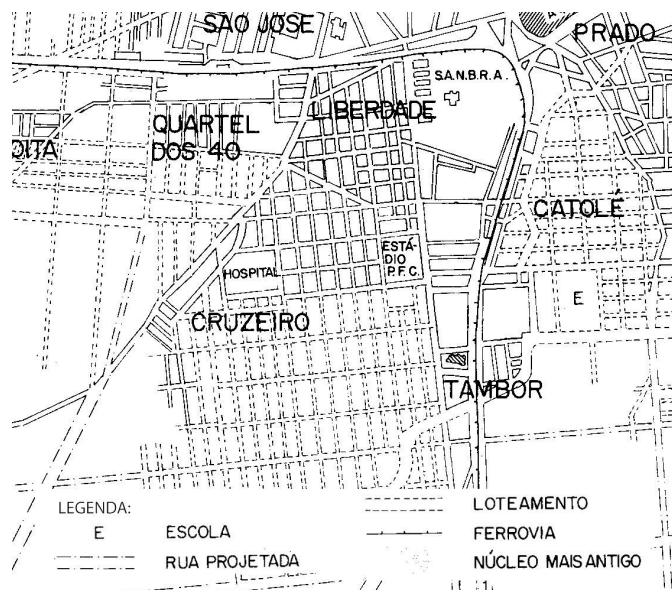 SÃO JOSÉ
PRADO
S.A.N.B.R.A.
LIBERDADE
QUARTEL
DOS 40
CATOLÉ
ESTÁ-
DIO
P.F.C.
HOSPITAL
E
CRUZEIRO
TAMBOR
LEGENDA:
E ESCOLA
RUA PROJETADA
LOTEAMENTO
FERROVIA
NÚCLEO MAIS ANTIGO